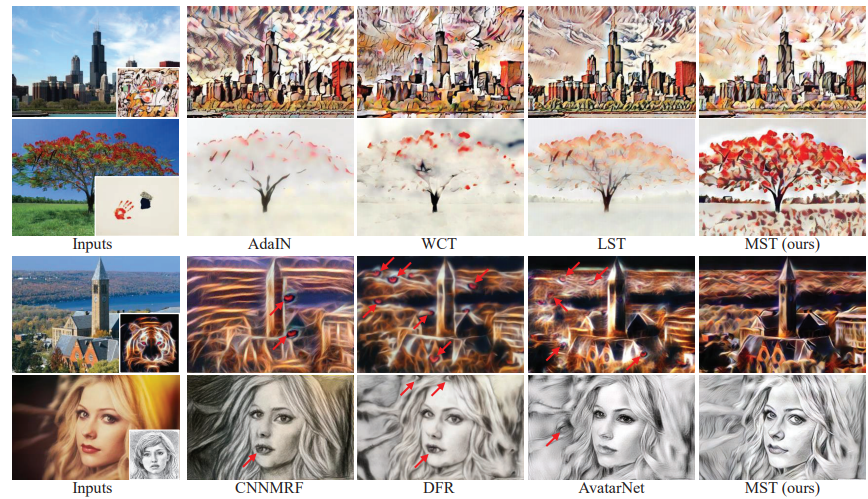 Inputs AdaIN WCT LST MST (ours)
Inputs CNNMRF DFR AvatarNet MST (ours)